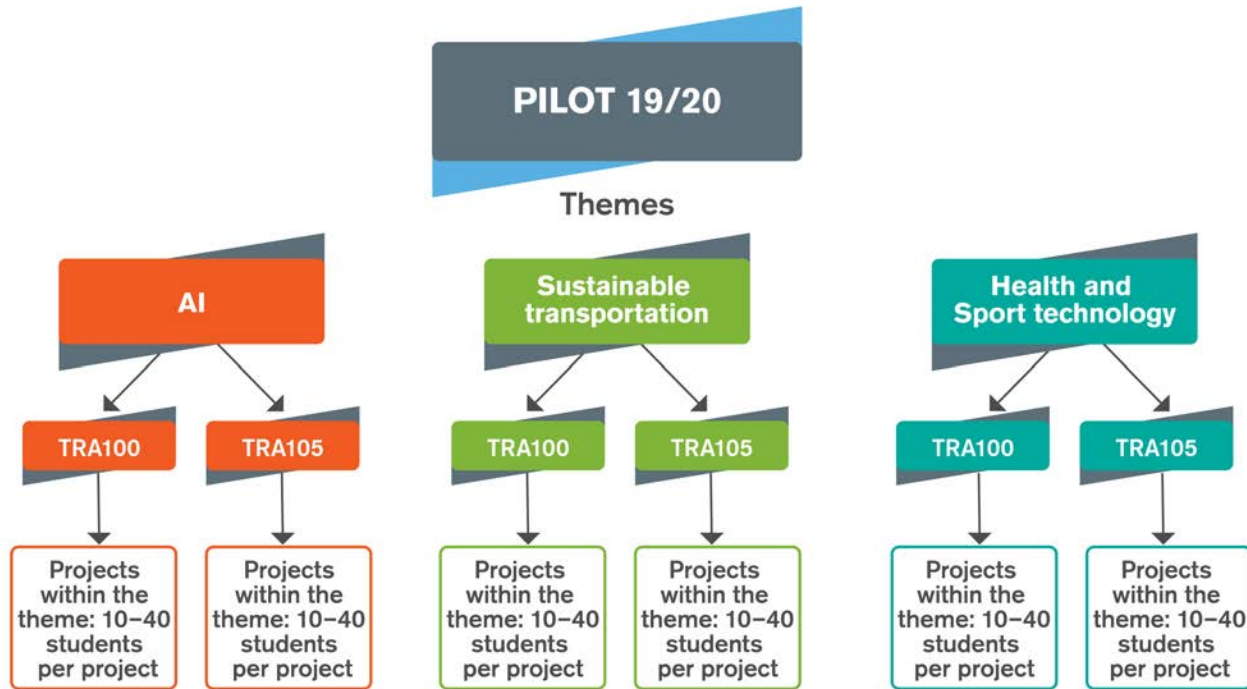 PILOT 19/20
Themes
AI
Sustainable
transportation
Health and
Sport technology
TRA100
TRA105
TRA100
TRA105
TRA100
TRA105
Projects
within the
theme: 10–40
students
per project
Projects
within the
theme: 10–40
students
per project
Projects
within the
theme: 10–40
students
per project
Projects
within the
theme: 10–40
students
per project
Projects
within the
theme: 10–40
students
per project
Projects
within the
theme: 10–40
students
per project